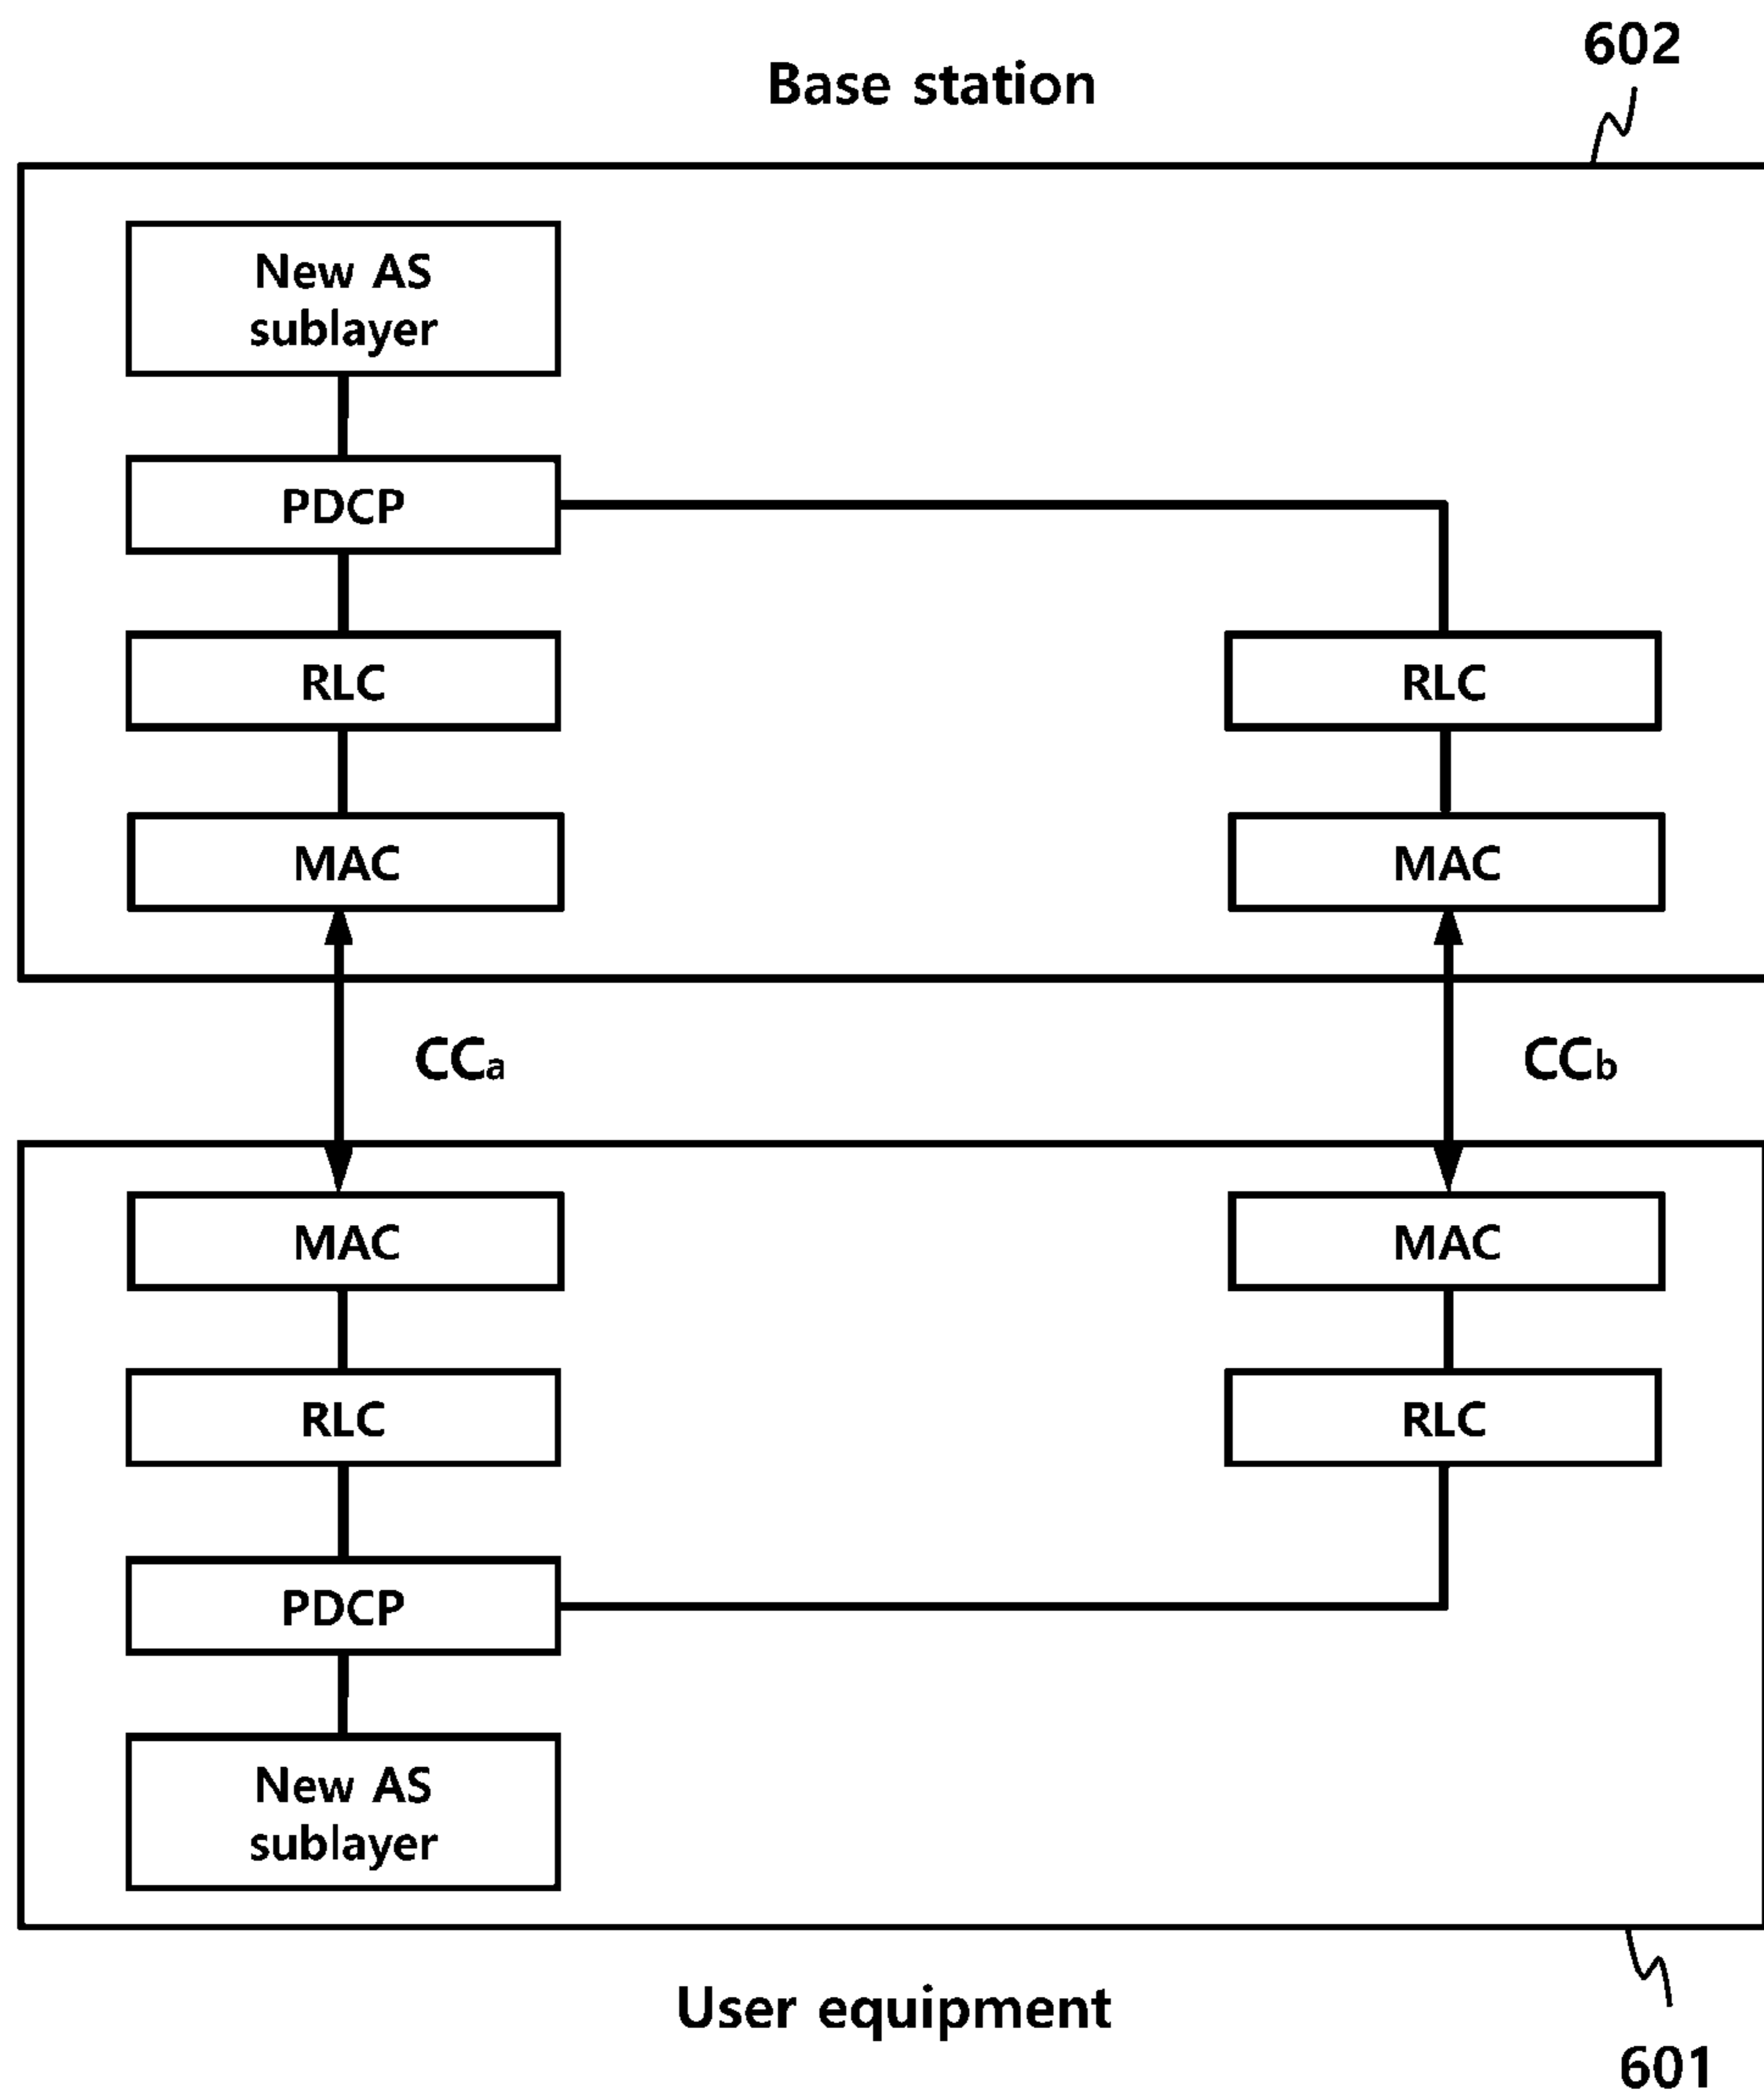 602
Base station
New AS
sublayer
PDCP
RLC
RLC
MAC
MAC
CCa
CCb
MAC
MAC
RLC
RLC
PDCP
New AS
sublayer
User equipment
601